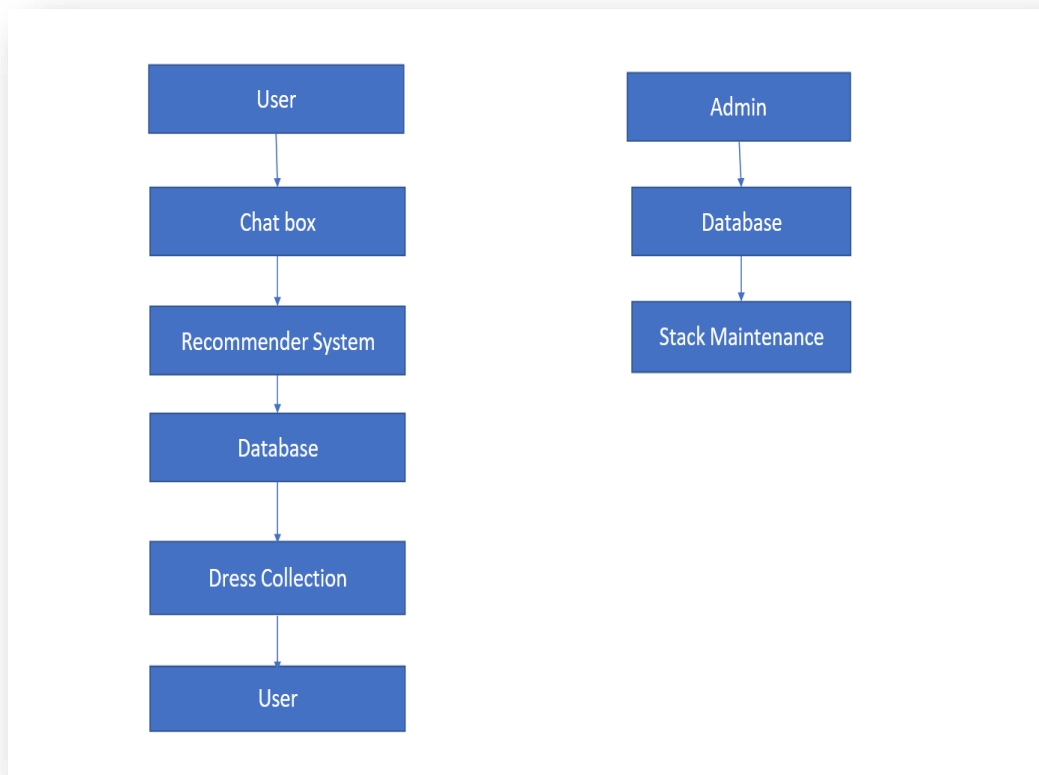 User
Chat box
Recommender System
Database
Dress Collection
User
Admin
Database
Stack Maintenance